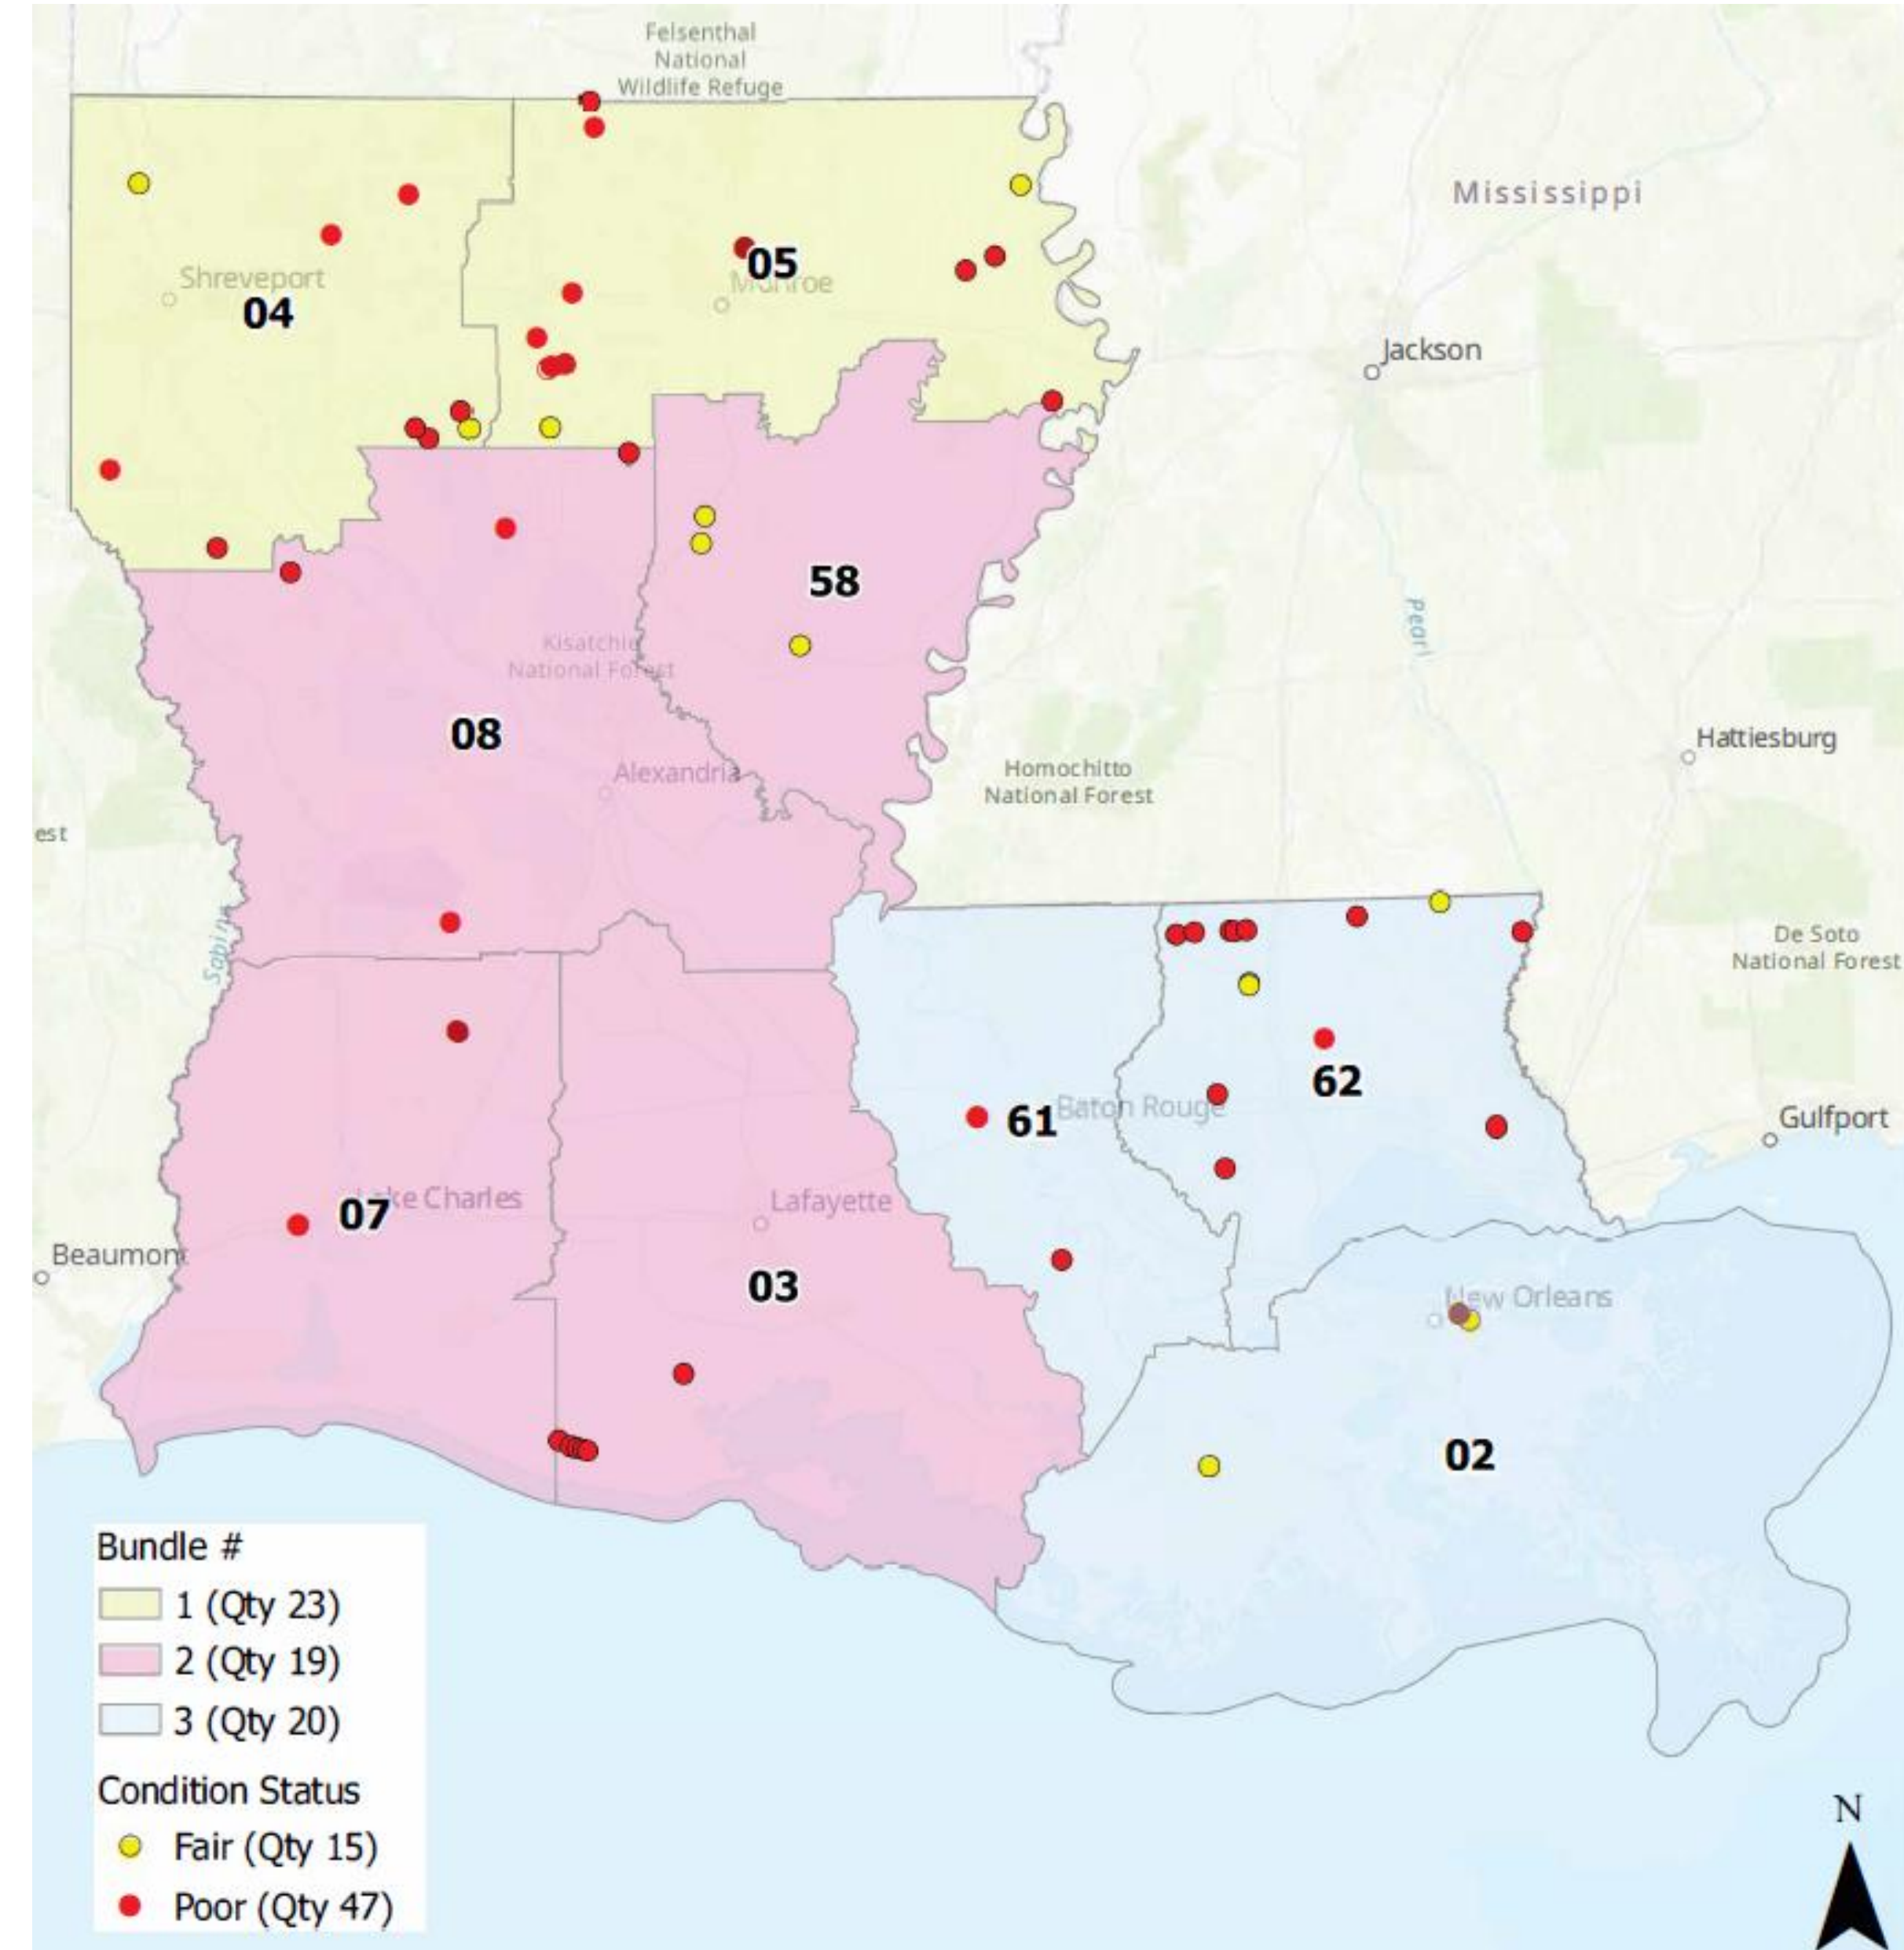 Felsenthal
National
Wildlife Refuge
Mississippi
Shreveport
04
05
Monroe
Jackson
58
Pearl
Kisatchie
National Forest
08
Hattiesburg
Homochitto
National Forest
Alexandria
est
Sabine
De Soto
National Forest
62
61
Baton Rouge
Gulfport
Lake Charles
07
Lafayette
Beaumont
03
New Orleans
02
Bundle #
1 (Qty 23)
2 (Qty 19)
3 (Qty 20)
Condition Status
Fair (Qty 15)
Poor (Qty 47)
N